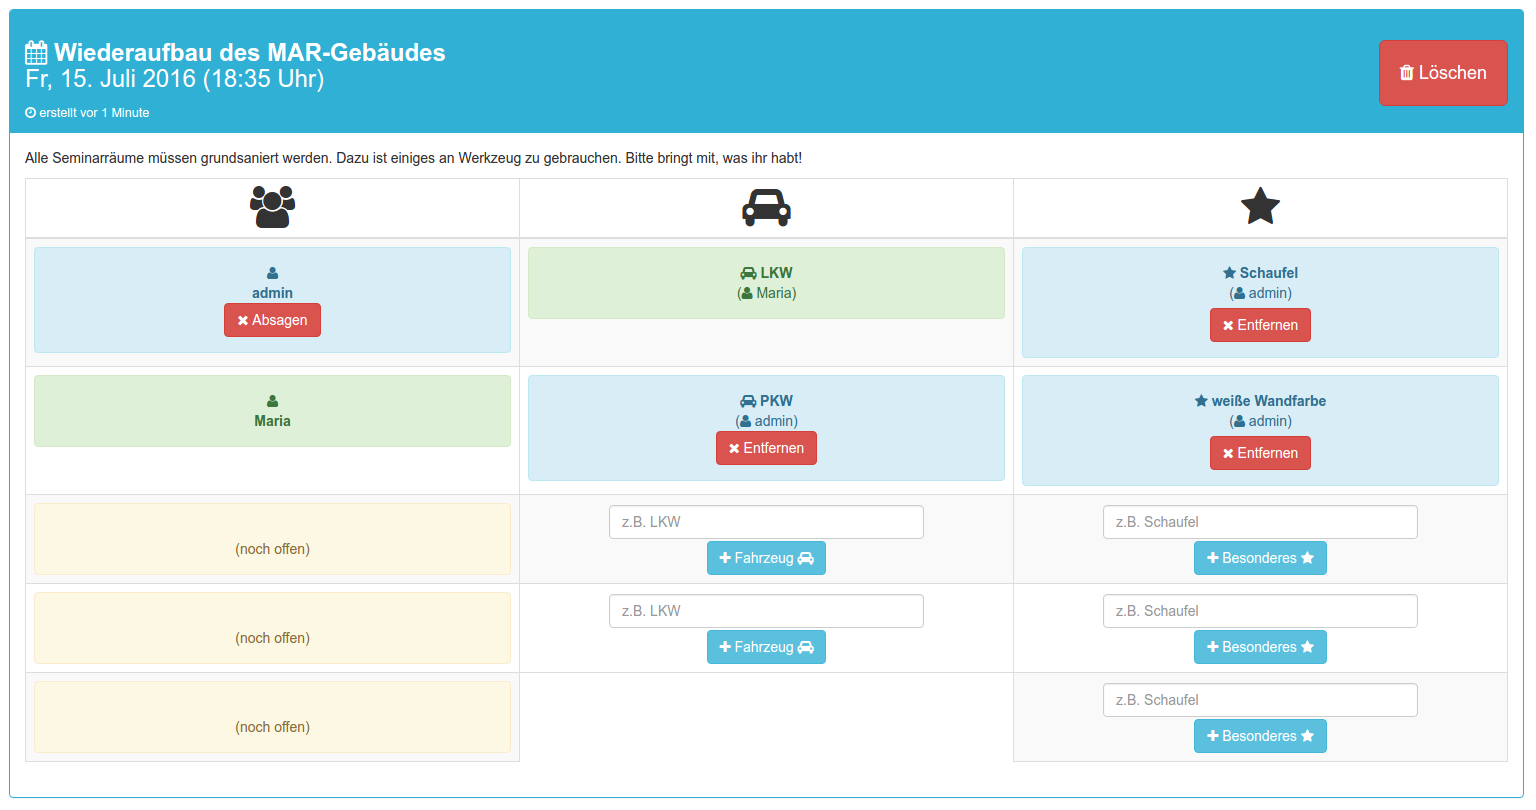 Wiederaufbau des MAR-Gebäudes
Fr, 15. Juli 2016 (18:35 Uhr)
erstellt vor 1 Minute
Löschen
Alle Seminarräume müssen grundsaniert werden. Dazu ist einiges an Werkzeug zu gebrauchen. Bitte bringt mit, was ihr habt!
admin
Absagen
LKW
(Maria)
Schaufel
(admin)
Entfernen
Maria
PKW
(admin)
Entfernen
weiße Wandfarbe
(admin)
Entfernen
(noch offen)
z.B. LKW
Fahrzeug
z.B. Schaufel
Besonderes
(noch offen)
z.B. LKW
Fahrzeug
z.B. Schaufel
Besonderes
(noch offen)
z.B. Schaufel
Besonderes